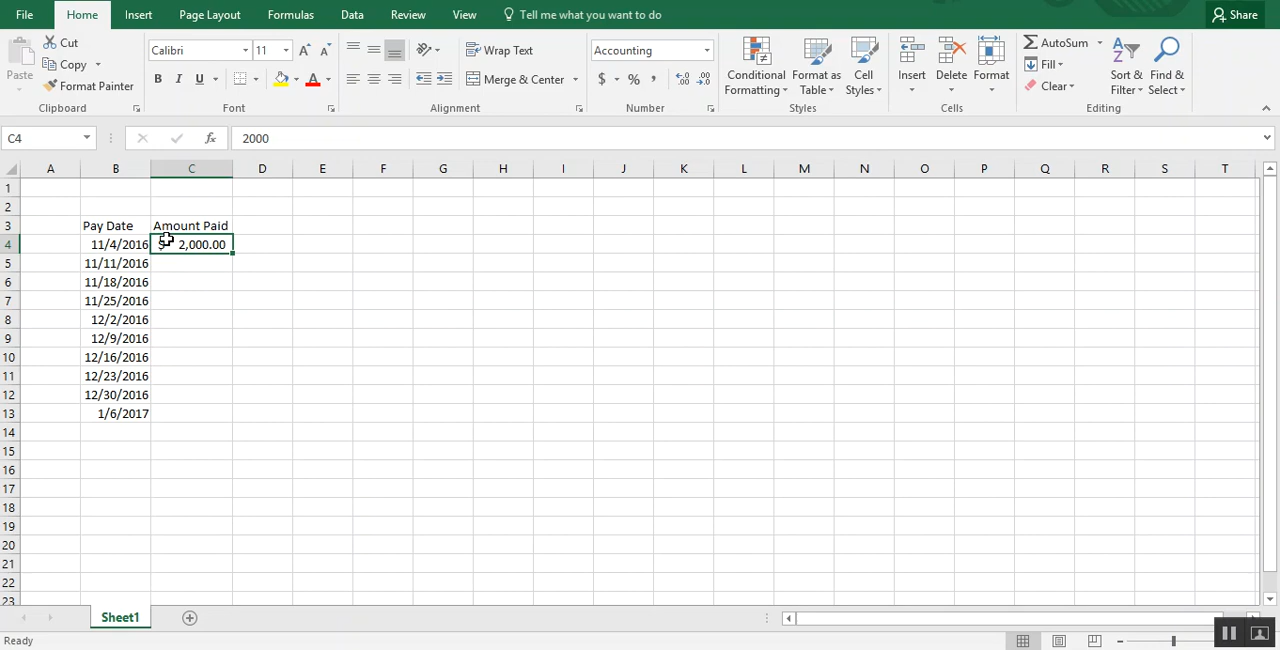 File Home Insert Page Layout Formulas Data Review View Tell me what you want to do Share
Paste Cut Copy Format Painter Clipboard
Calibri 11 A A B I U A Font
Wrap Text Merge & Center Alignment
Accounting $ % , .0 .00 .00 .0 Number
Conditional Formatting Format as Table Cell Styles Styles
Insert Delete Format Cells
AutoSum Fill Clear Sort & Filter Find & Select Editing
C4 fx 2000
A B C D E F G H I J K L M N O P Q R S T
1
2
3 Pay Date Amount Paid
4 11/4/2016 $ 2,000.00
5 11/11/2016
6 11/18/2016
7 11/25/2016
8 12/2/2016
9 12/9/2016
10 12/16/2016
11 12/23/2016
12 12/30/2016
13 1/6/2017
14
15
16
17
18
19
20
21
22
23
Sheet1
Ready